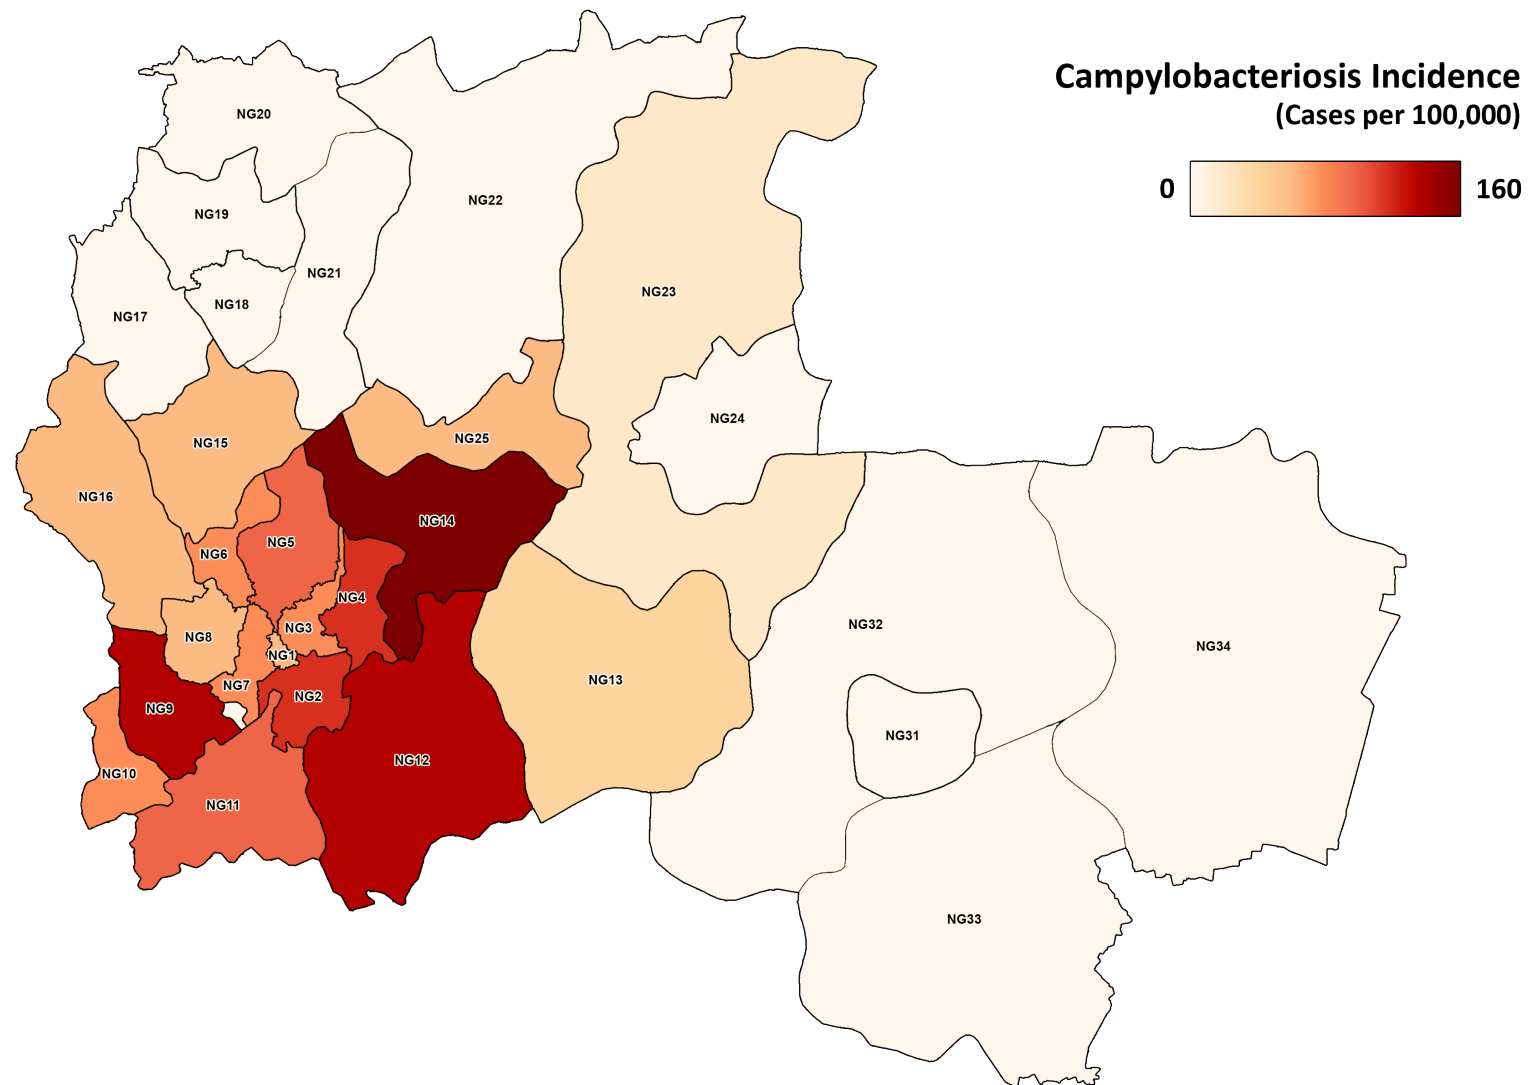 Campylobacteriosis Incidence
(Cases per 100,000)
0 160
NG20
NG22
NG19
NG21
NG23
NG18
NG17
NG24
NG25
NG15
NG16
NG14
NG5
NG6
NG4
NG32
NG3
NG8
NG34
NG1
NG13
NG7
NG2
NG9
NG31
NG12
NG10
NG11
NG33